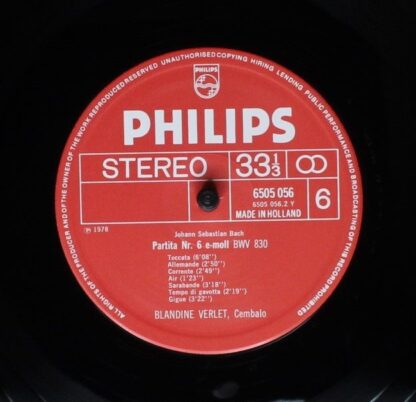 ALL RIGHTS OF THE PRODUCER AND OF THE OWNER OF THE WORK REPRODUCED RESERVED UNAUTHORISED COPYING HIRING LENDING PUBLIC PERFORMANCE AND BROADCASTING OF THIS RECORD PROHIBITED
PHILIPS
PHILIPS
STEREO 33 1/3
6505 056
6505 056.2 Y
MADE IN HOLLAND
6
℗ 1978
Johann Sebastian Bach
Partita Nr. 6 e-moll BWV 830
Toccata (6'08")
Allemande (2'50")
Corrente (2'49")
Air (1'23")
Sarabande (3'18")
Tempo di gavotta (2'19")
Gigue (3'22")
BLANDINE VERLET, Cembalo